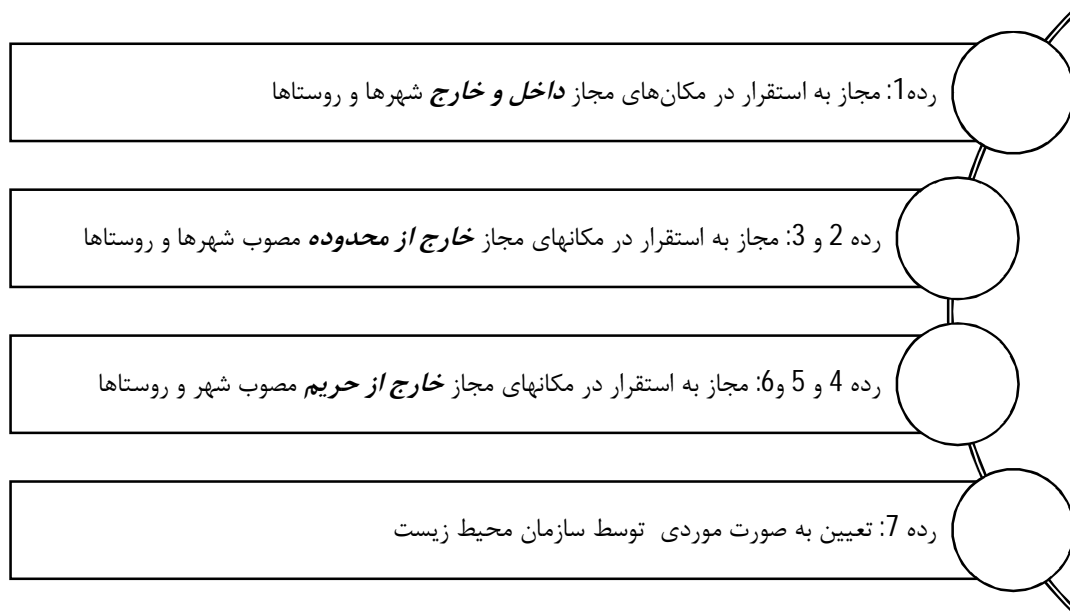 رده1: مجاز به استقرار در مکان‌های مجاز داخل و خارج شهرها و روستاها
رده 2 و 3: مجاز به استقرار در مکانهای مجاز خارج از محدوده مصوب شهرها و روستاها
رده 4 و 5 و6: مجاز به استقرار در مکانهای مجاز خارج از حریم مصوب شهر و روستاها
رده 7: تعیین به صورت موردی  توسط سازمان محیط زیست